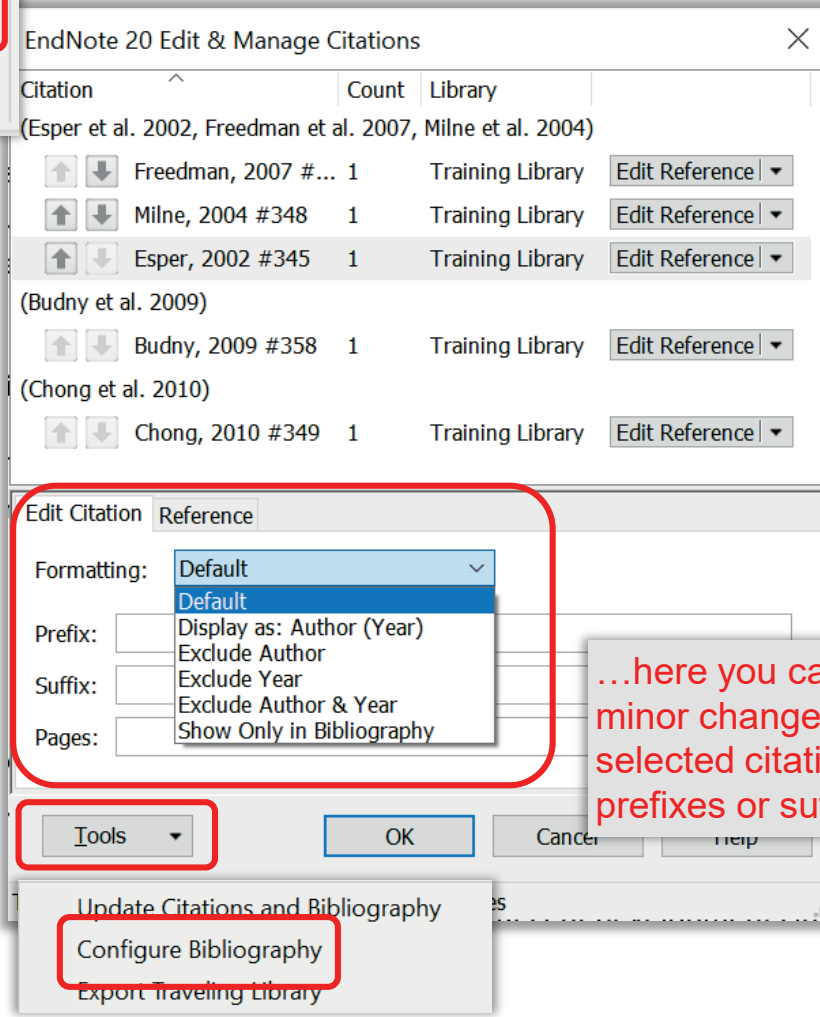 EndNote 20 Edit & Manage Citations
Citation Count Library
(Esper et al. 2002, Freedman et al. 2007, Milne et al. 2004)
Freedman, 2007 #... 1 Training Library Edit Reference
Milne, 2004 #348 1 Training Library Edit Reference
Esper, 2002 #345 1 Training Library Edit Reference
(Budny et al. 2009)
Budny, 2009 #358 1 Training Library Edit Reference
(Chong et al. 2010)
Chong, 2010 #349 1 Training Library Edit Reference
Edit Citation Reference
Formatting: Default
Default
Prefix: Display as: Author (Year)
Exclude Author
Suffix: Exclude Year
Exclude Author & Year
Pages: Show Only in Bibliography
…here you
minor
selected
prefixes or
Tools OK Cancel Help
Update Citations and Bibliography
Configure Bibliography
Export Traveling Library